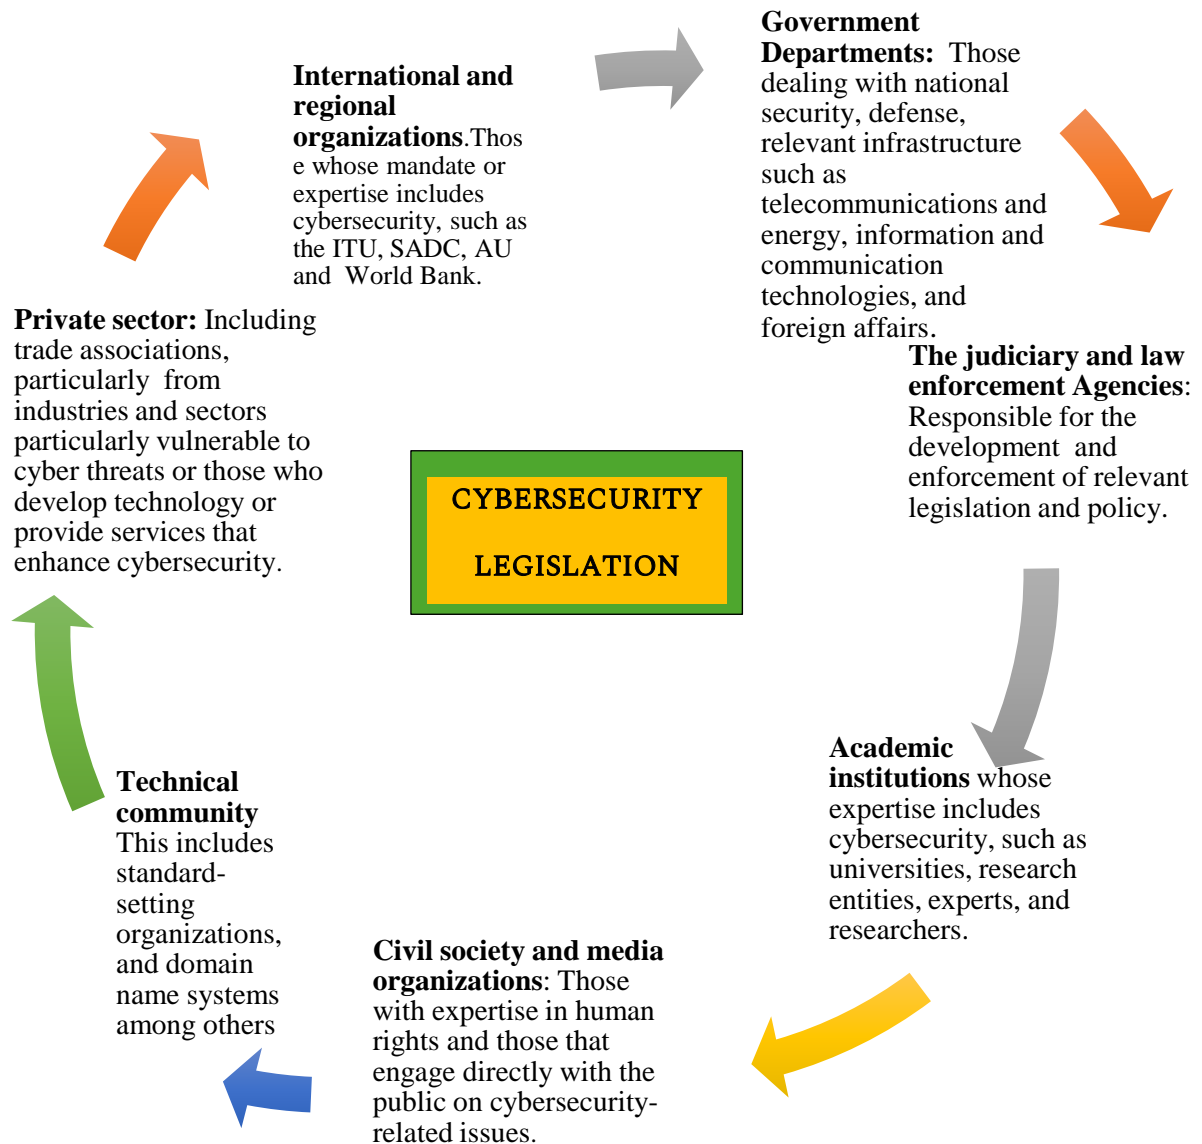 International and
regional
organizations.Thos
e whose mandate or
expertise includes
cybersecurity, such as
the ITU, SADC, AU
and World Bank.
Government
Departments: Those
dealing with national
security, defense,
relevant infrastructure
such as
telecommunications and
energy, information and
communication
technologies, and
foreign affairs.
The judiciary and law
enforcement Agencies:
Responsible for the
development and
enforcement of relevant
legislation and policy.
Academic
institutions whose
expertise includes
cybersecurity, such as
universities, research
entities, experts, and
researchers.
Civil society and media
organizations: Those
with expertise in human
rights and those that
engage directly with the
public on cybersecurity-
related issues.
Technical
community
This includes
standard-
setting
organizations,
and domain
name systems
among others
Private sector: Including
trade associations,
particularly from
industries and sectors
particularly vulnerable to
cyber threats or those who
develop technology or
provide services that
enhance cybersecurity.
CYBERSECURITY
LEGISLATION